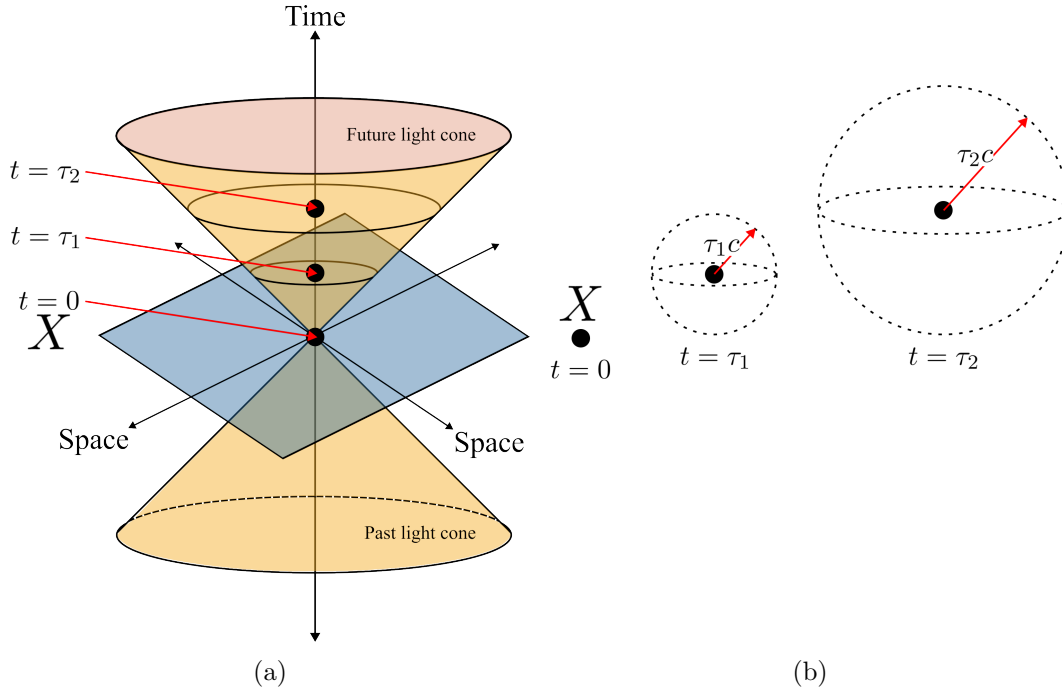 Time
Future light cone
t = τ₂
t = τ₁
t = 0
X
Space
Space
Past light cone
(a)
X
t = 0
τ₁c
t = τ₁
τ₂c
t = τ₂
(b)